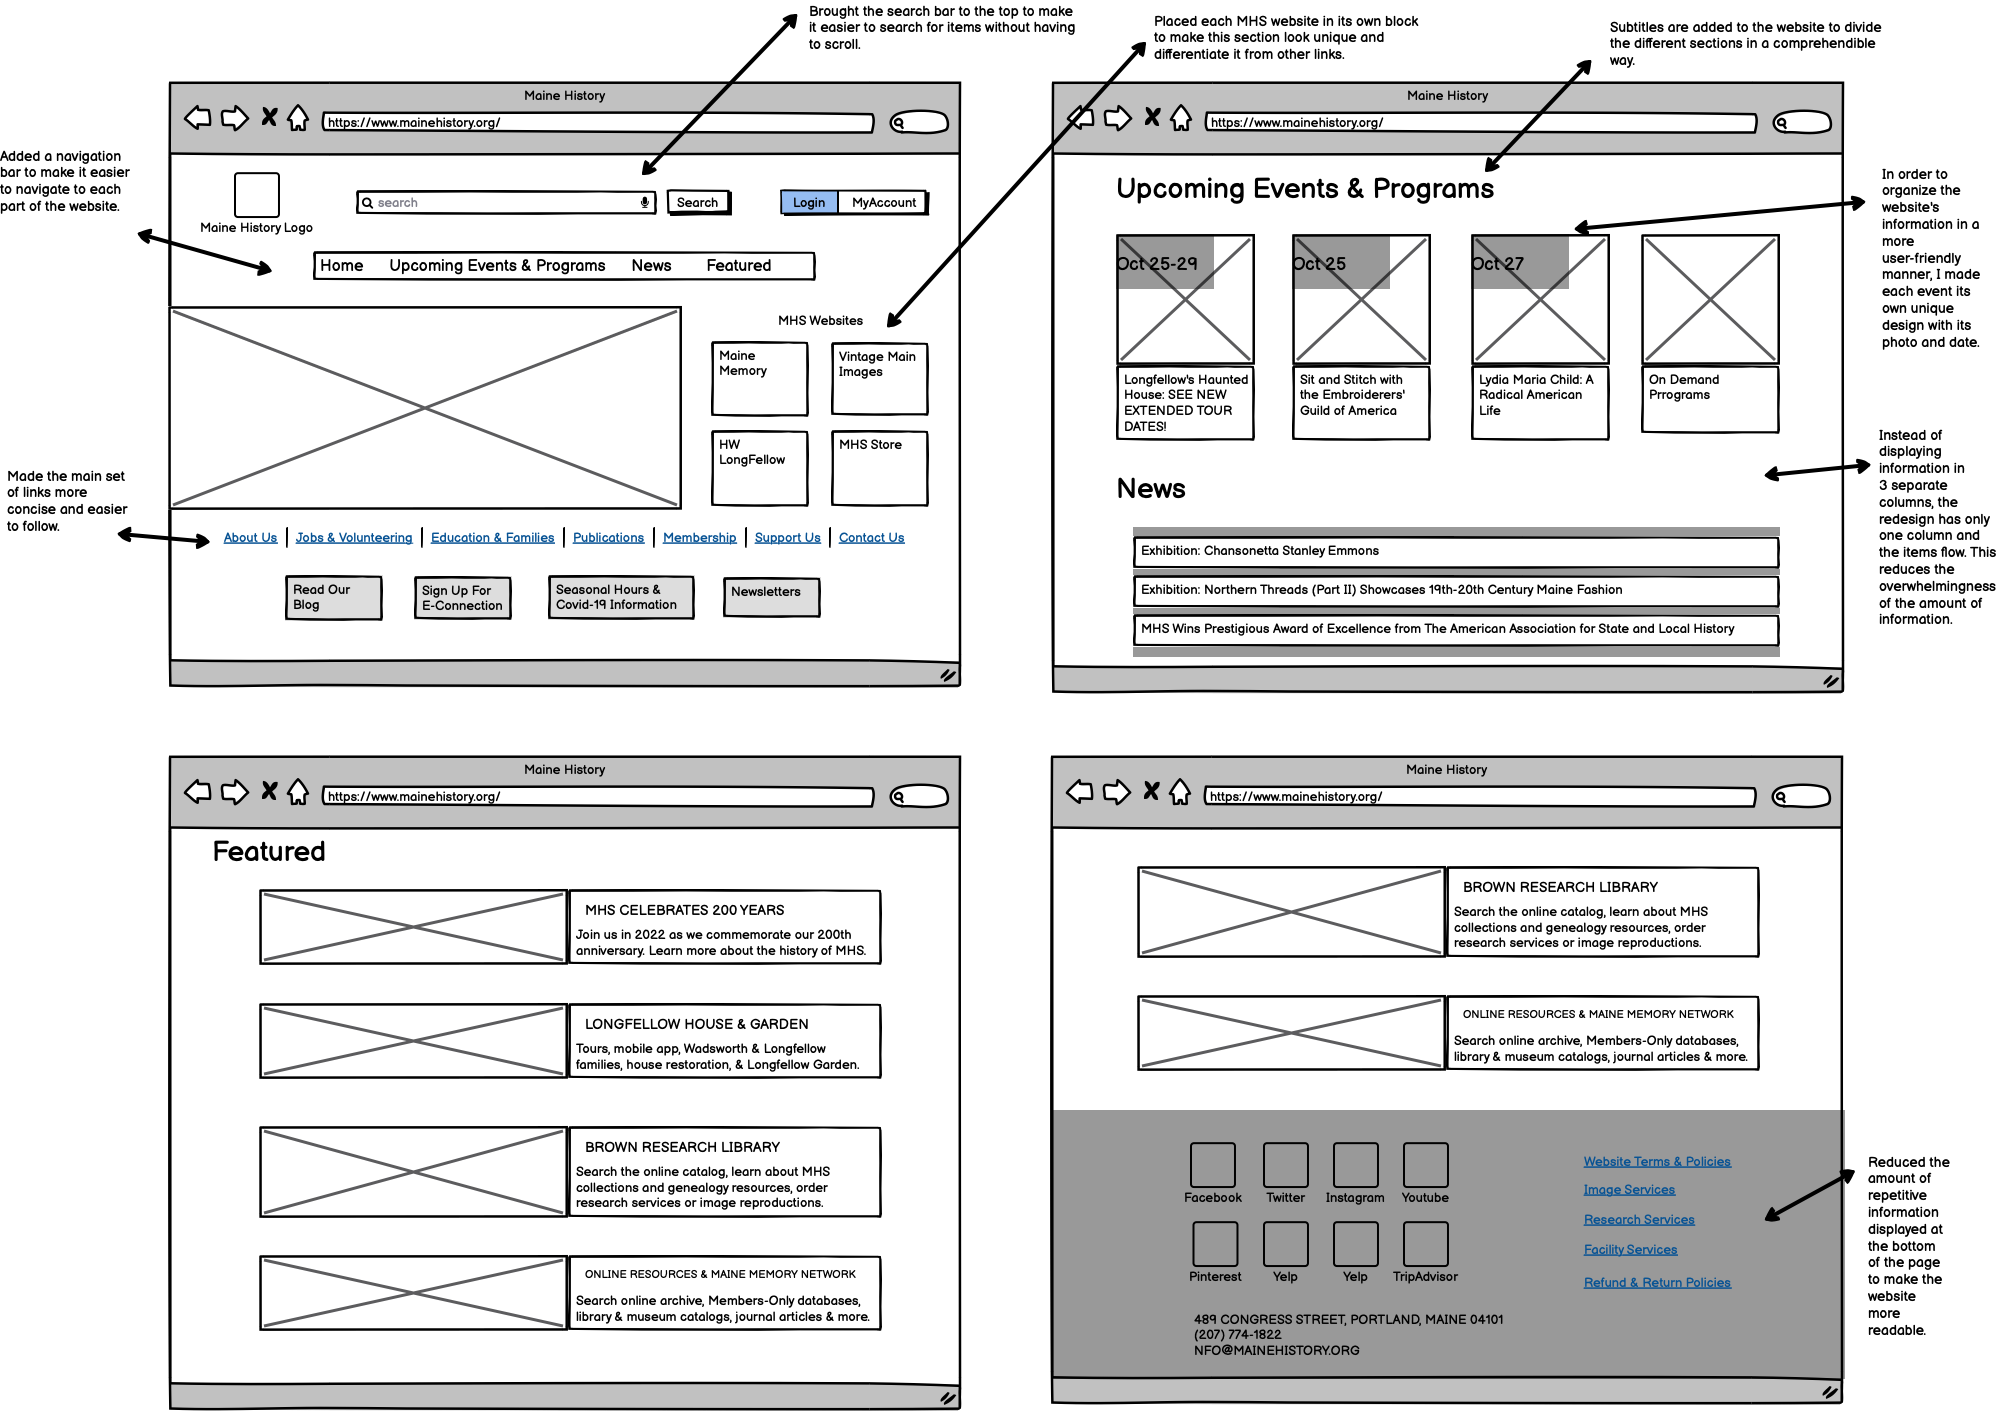 Brought the search bar to the top to make
it easier to search for items without having
to scroll.
Placed each MHS website in its own block
to make this section look unique and
differentiate it from other links.
Subtitles are added to the website to divide
the different sections in a comprehendible
way.
Added a navigation
bar to make it easier
to navigate to each
part of the website.
Made the main set
of links more
concise and easier
to follow.
Maine History
https://www.mainehistory.org/
Maine History Logo
search
Search
Login
MyAccount
Home
Upcoming Events & Programs
News
Featured
MHS Websites
Maine
Memory
Vintage Main
Images
HW
LongFellow
MHS Store
About Us
Jobs & Volunteering
Education & Families
Publications
Membership
Support Us
Contact Us
Read Our
Blog
Sign Up For
E-Connection
Seasonal Hours &
Covid-19 Information
Newsletters
Maine History
https://www.mainehistory.org/
Upcoming Events & Programs
Oct 25-29
Oct 25
Oct 27
Longfellow's Haunted
House: SEE NEW
EXTENDED TOUR
DATES!
Sit and Stitch with
the Embroiderers'
Guild of America
Lydia Maria Child: A
Radical American
Life
On Demand
Prrograms
News
Exhibition: Chansonetta Stanley Emmons
Exhibition: Northern Threads (Part II) Showcases 19th-20th Century Maine Fashion
MHS Wins Prestigious Award of Excellence from The American Association for State and Local History
In order to
organize the
website's
information in a
more
user-friendly
manner, I made
each event its
own unique
design with its
photo and date.
Instead of
displaying
information in
3 separate
columns, the
redesign has only
one column and
the items flow. This
reduces the
overwhelmingness
of the amount of
information.
Maine History
https://www.mainehistory.org/
Featured
MHS CELEBRATES 200 YEARS
Join us in 2022 as we commemorate our 200th
anniversary. Learn more about the history of MHS.
LONGFELLOW HOUSE & GARDEN
Tours, mobile app, Wadsworth & Longfellow
families, house restoration, & Longfellow Garden.
BROWN RESEARCH LIBRARY
Search the online catalog, learn about MHS
collections and genealogy resources, order
research services or image reproductions.
ONLINE RESOURCES & MAINE MEMORY NETWORK
Search online archive, Members-Only databases,
library & museum catalogs, journal articles & more.
Maine History
https://www.mainehistory.org/
BROWN RESEARCH LIBRARY
Search the online catalog, learn about MHS
collections and genealogy resources, order
research services or image reproductions.
ONLINE RESOURCES & MAINE MEMORY NETWORK
Search online archive, Members-Only databases,
library & museum catalogs, journal articles & more.
Facebook
Twitter
Instagram
Youtube
Pinterest
Yelp
Yelp
TripAdvisor
Website Terms & Policies
Image Services
Research Services
Facility Services
Refund & Return Policies
489 CONGRESS STREET, PORTLAND, MAINE 04101
(207) 774-1822
NFO@MAINEHISTORY.ORG
Reduced the
amount of
repetitive
information
displayed at
the bottom
of the page
to make the
website
more
readable.